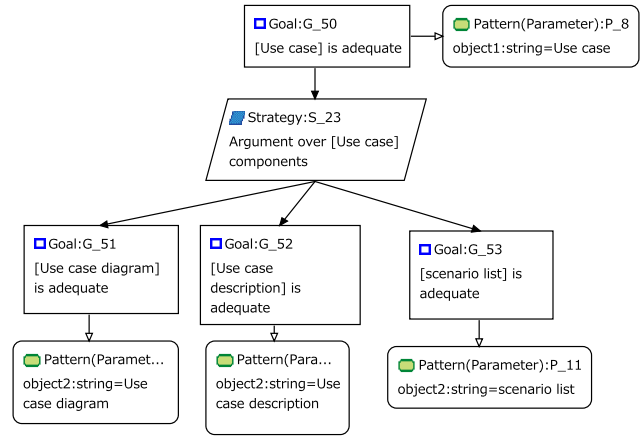 Goal:G_50
[Use case] is adequate
Pattern(Parameter):P_8
object1:string=Use case
Strategy:S_23
Argument over [Use case]
components
Goal:G_51
[Use case diagram]
is adequate
Goal:G_52
[Use case
description] is
adequate
Goal:G_53
[scenario list] is
adequate
Pattern(Paramet...
object2:string=Use
case diagram
Pattern(Para...
object2:string=Use
case description
Pattern(Parameter):P_11
object2:string=scenario list